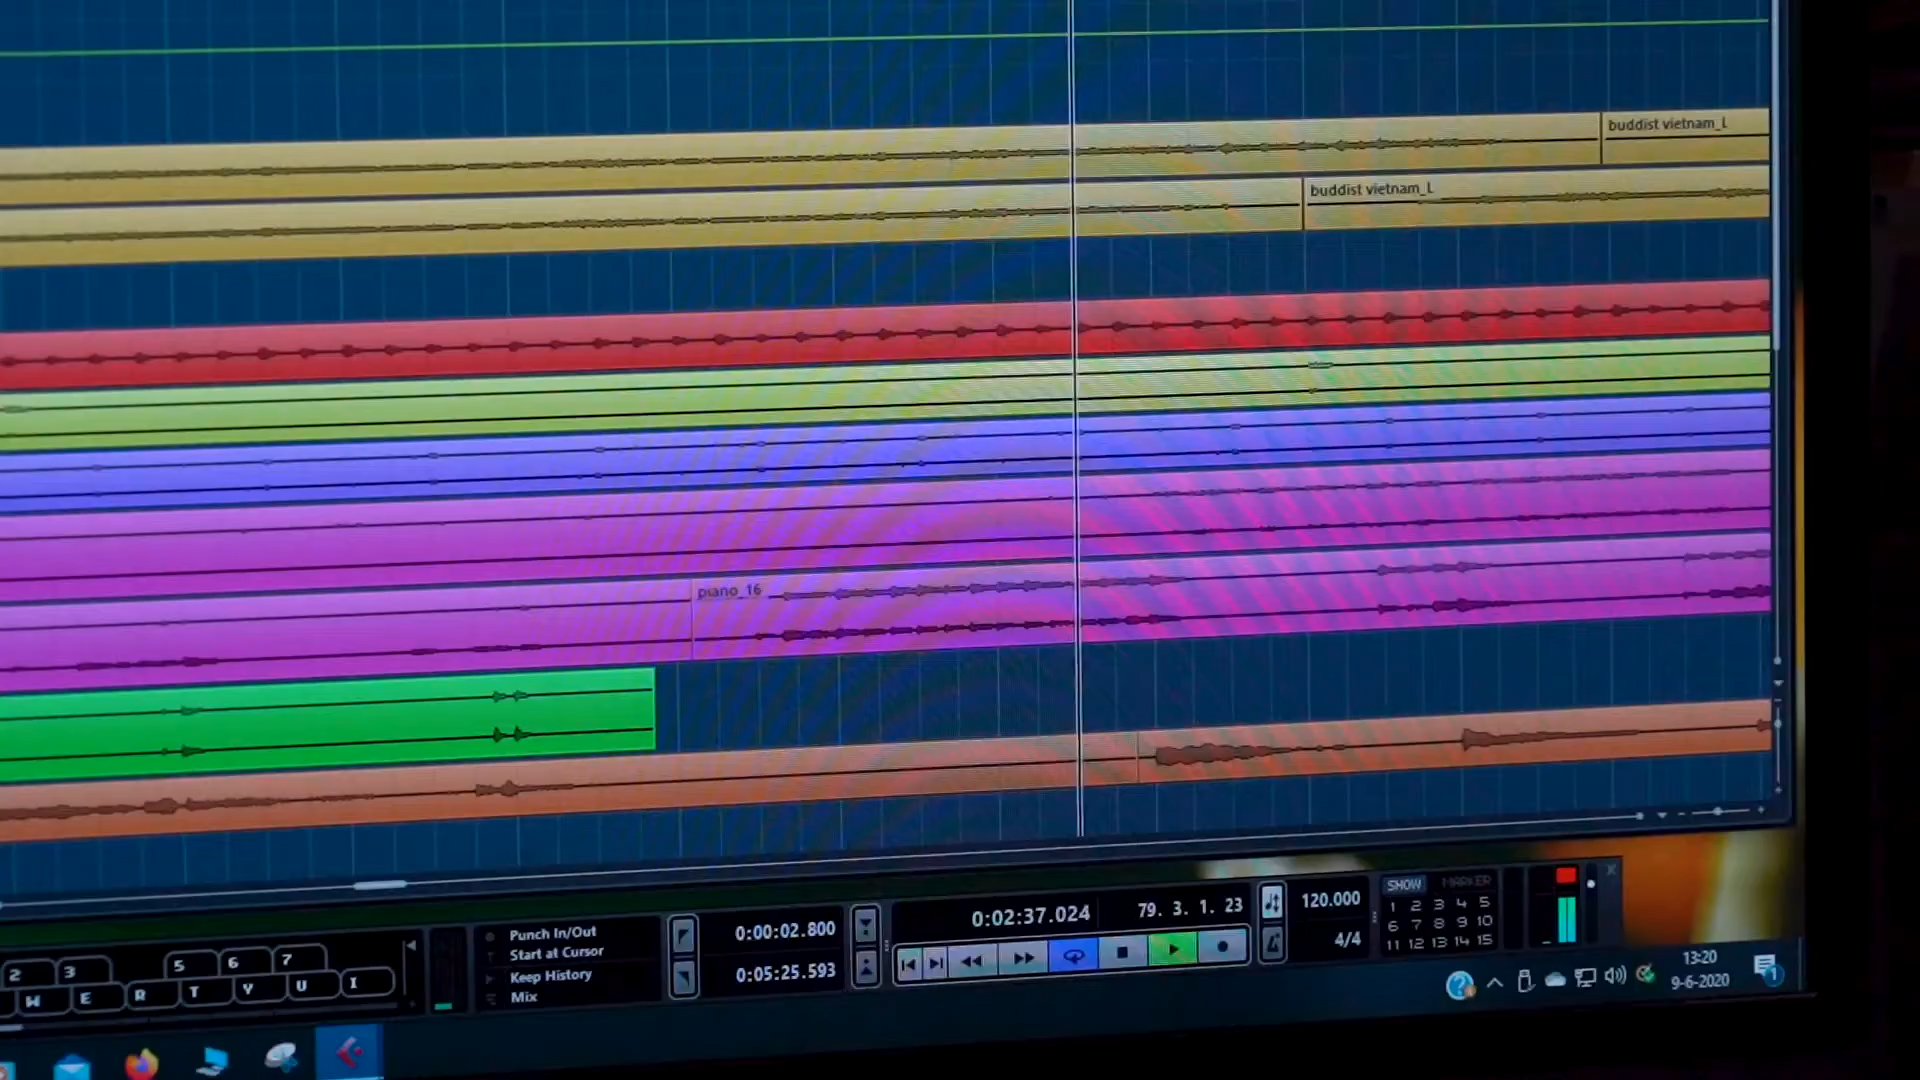 buddist vietnam_L
buddist vietnam_L
piano_16
Punch In/Out
Start at Cursor
Keep History
Mix
0:00:02.800
0:05:25.593
0:02:37.024
79. 3. 1. 23
120.000
4/4
SHOW MARKER
1 2 3 4 5
6 7 8 9 10
11 12 13 14 15
2 3 5 6 7
W E R T Y U I
13:20
9-6-2020
1